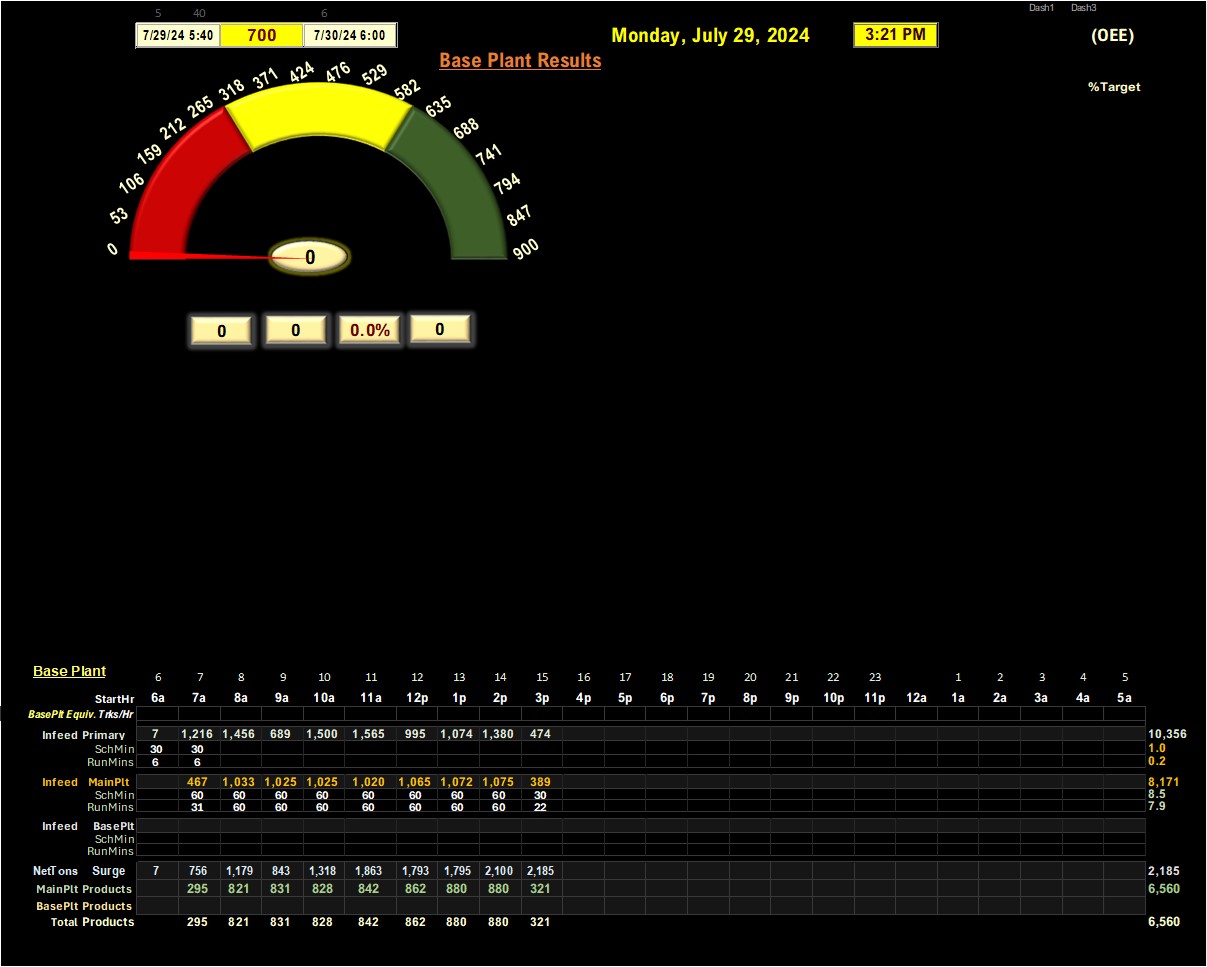 Dash1 Dash3
5 40 6
7/29/24 5:40 700 7/30/24 6:00 Monday, July 29, 2024 3:21 PM (OEE)
Base Plant Results
%Target
0 53 106 159 212 265 318 371 424 476 529 582 635 688 741 794 847 900
0
0 0 0.0% 0
Base Plant 6 7 8 9 10 11 12 13 14 15 16 17 18 19 20 21 22 23 1 2 3 4 5
StartHr 6a 7a 8a 9a 10a 11a 12p 1p 2p 3p 4p 5p 6p 7p 8p 9p 10p 11p 12a 1a 2a 3a 4a 5a
BasePlt Equiv. Trks/Hr
Infeed Primary 7 1,216 1,456 689 1,500 1,565 995 1,074 1,380 474 10,356
SchMin 30 30 1.0
RunMins 6 6 0.2
Infeed MainPlt 467 1,033 1,025 1,025 1,020 1,065 1,072 1,075 389 8,171
SchMin 60 60 60 60 60 60 60 60 30 8.5
RunMins 31 60 60 60 60 60 60 60 22 7.9
Infeed BasePlt
SchMin
RunMins
NetTons Surge 7 756 1,179 843 1,318 1,863 1,793 1,795 2,100 2,185 2,185
MainPlt Products 295 821 831 828 842 862 880 880 321 6,560
BasePlt Products
Total Products 295 821 831 828 842 862 880 880 321 6,560